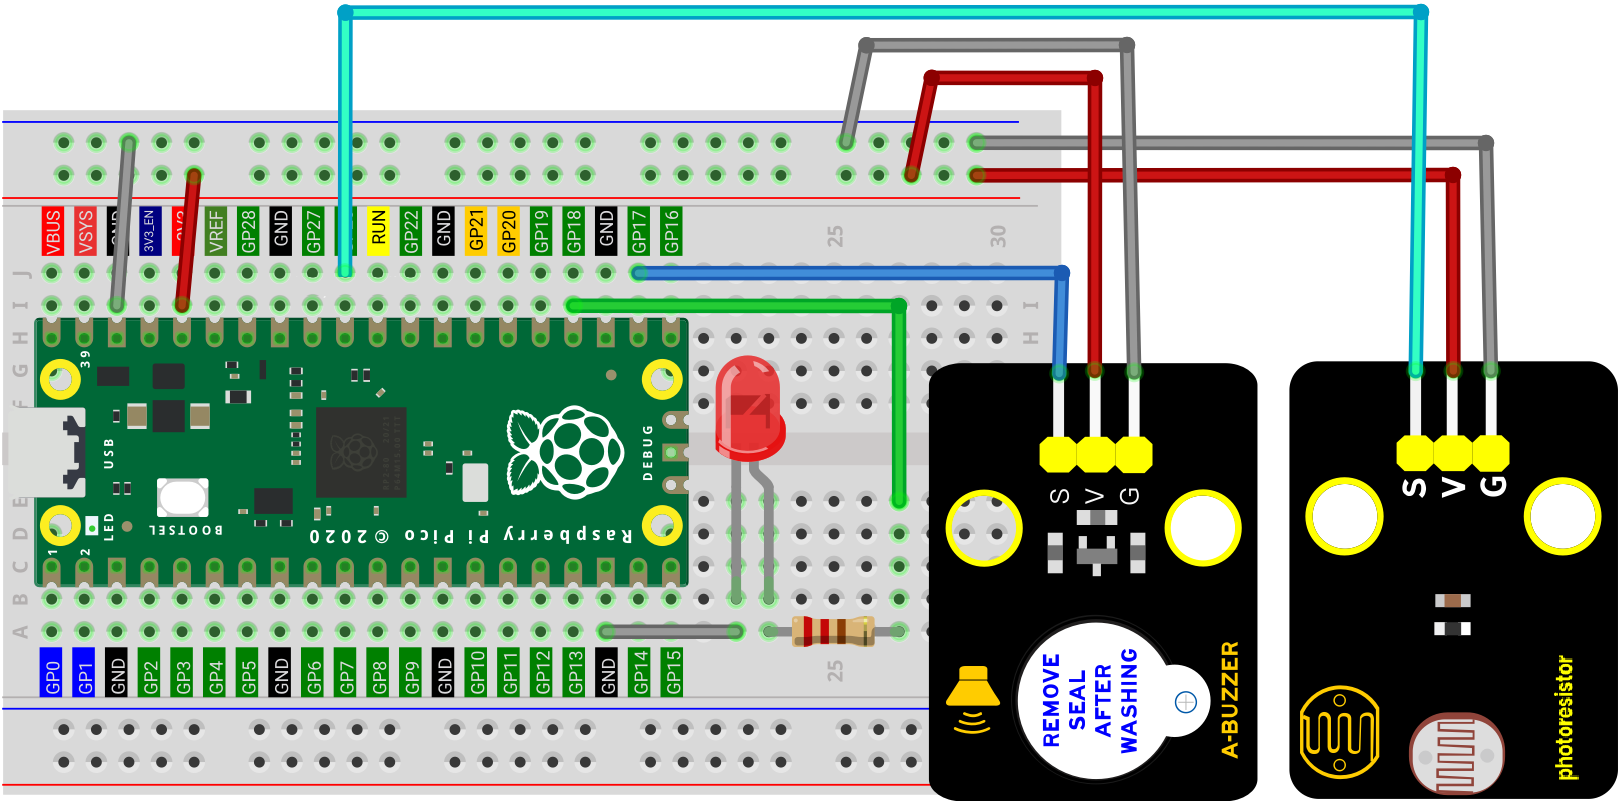 25
30
VBUS
VSYS
GND
3V3_EN
3V3
VREF
GP28
GND
GP27
RUN
GP22
GND
GP21
GP20
GP19
GP18
GND
GP17
GP16
J
I
H
G
F
E
D
C
B
A
I
H
39
USB
DEBUG
BOOTSEL
LED
1
2
Raspberry Pi Pico © 2020
GP0
GP1
GND
GP2
GP3
GP4
GP5
GND
GP6
GP7
GP8
GP9
GND
GP10
GP11
GP12
GP13
GND
GP14
GP15
25
S
V
G
REMOVE
SEAL
AFTER
WASHING
A-BUZZER
S
V
G
photoresistor